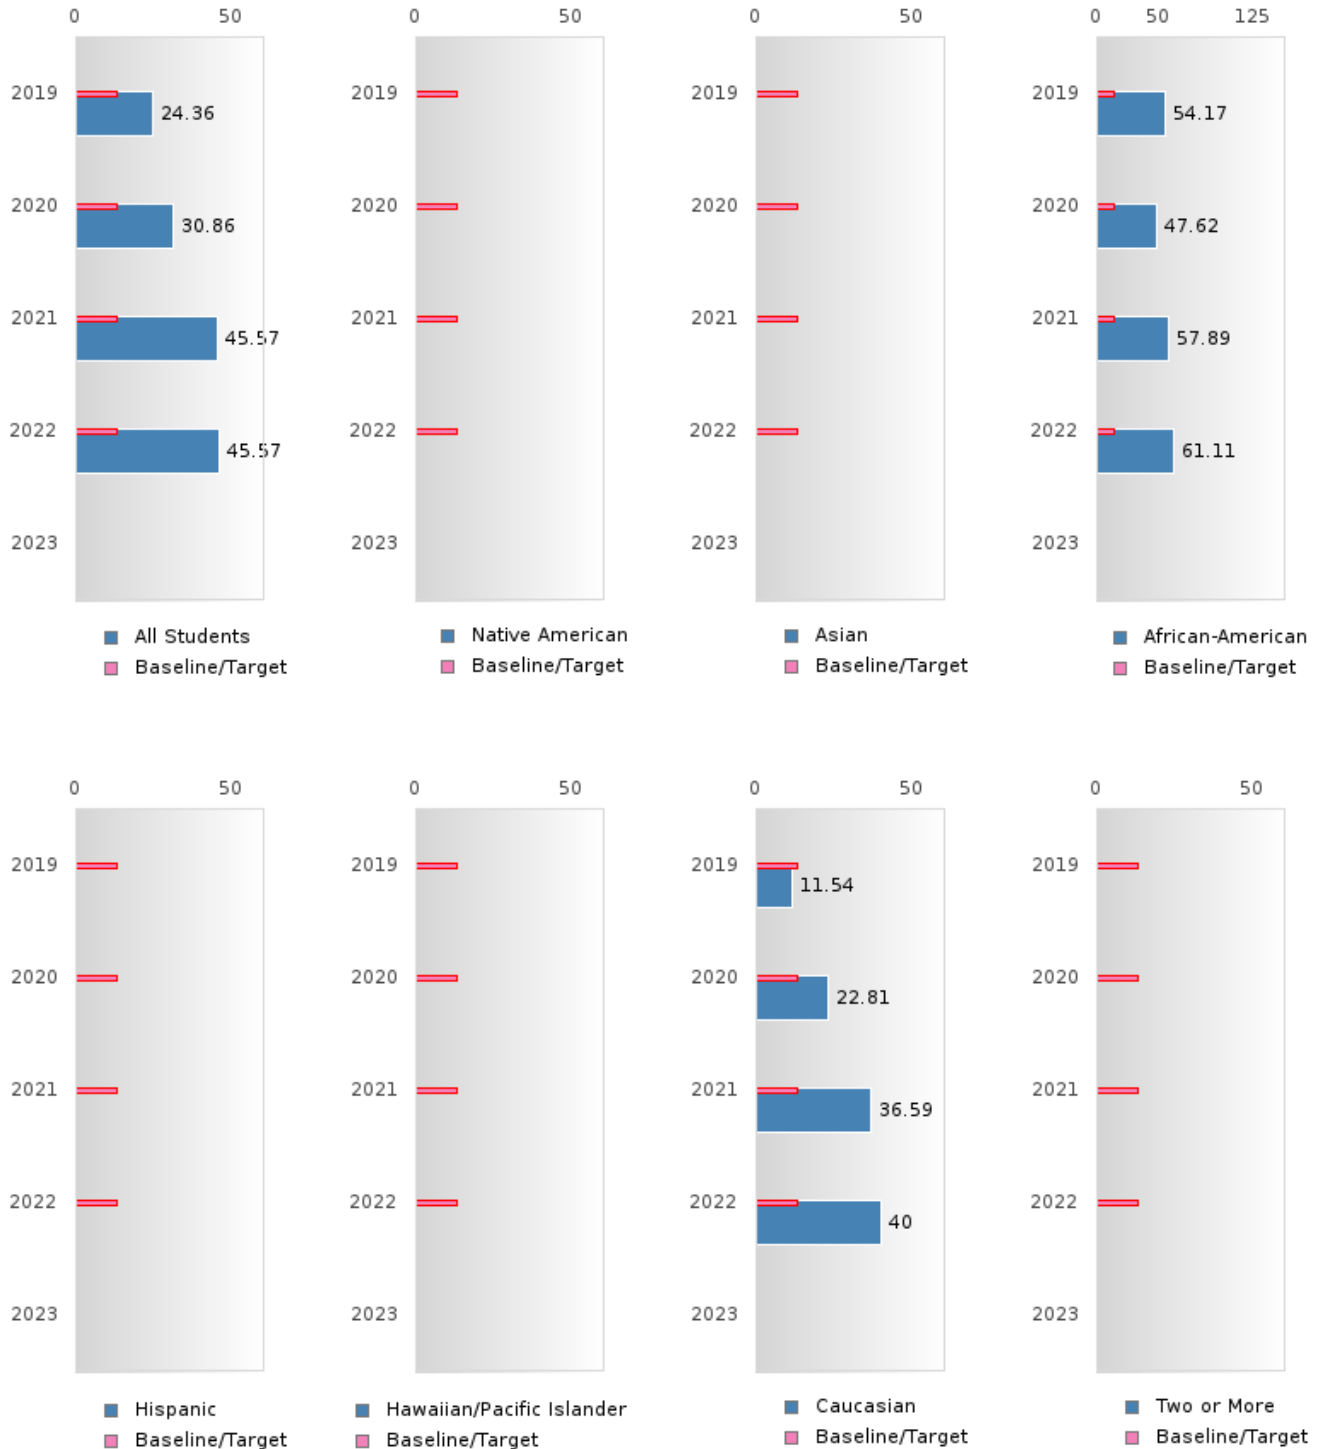 0 50 0 50 0 50 0 50 125
2019 24.36 2019 2019 2019 54.17
2020 30.86 2020 2020 2020 47.62
2021 45.57 2021 2021 2021 57.89
2022 45.57 2022 2022 2022 61.11
2023 2023 2023 2023
All Students Native American Asian African-American
Baseline/Target Baseline/Target Baseline/Target Baseline/Target
0 50 0 50 0 50 0 50
2019 2019 2019 11.54 2019
2020 2020 2020 22.81 2020
2021 2021 2021 36.59 2021
2022 2022 2022 40 2022
2023 2023 2023 2023
Hispanic Hawaiian/Pacific Islander Caucasian Two or More
Baseline/Target Baseline/Target Baseline/Target Baseline/Target